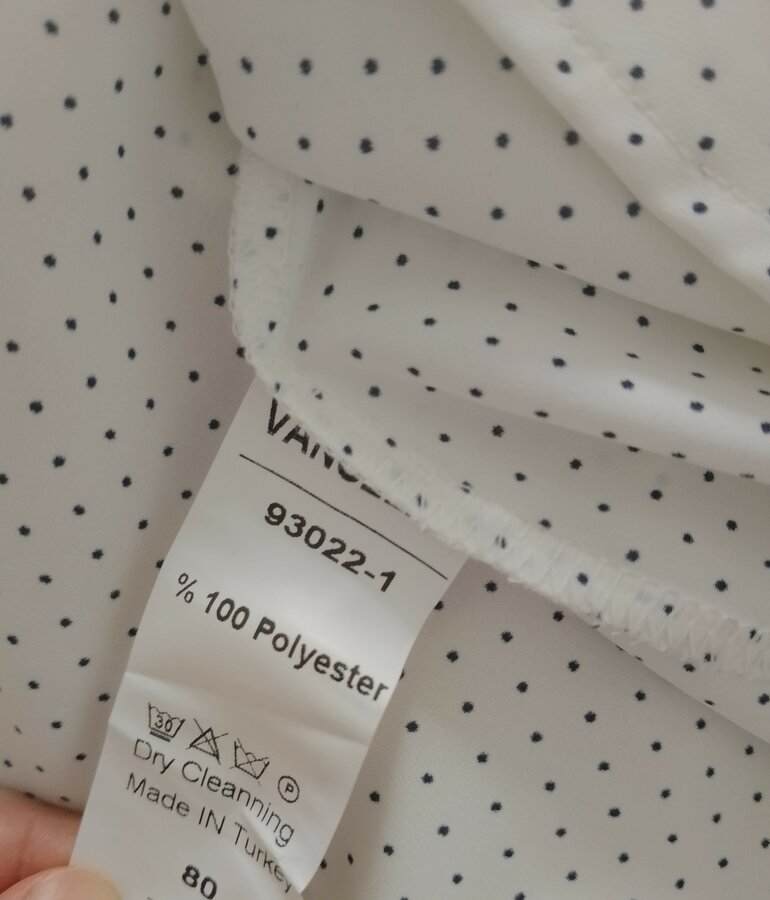 93022-1
% 100 Polyester
30
P
Dry Cleanning
Made IN Turkey
80